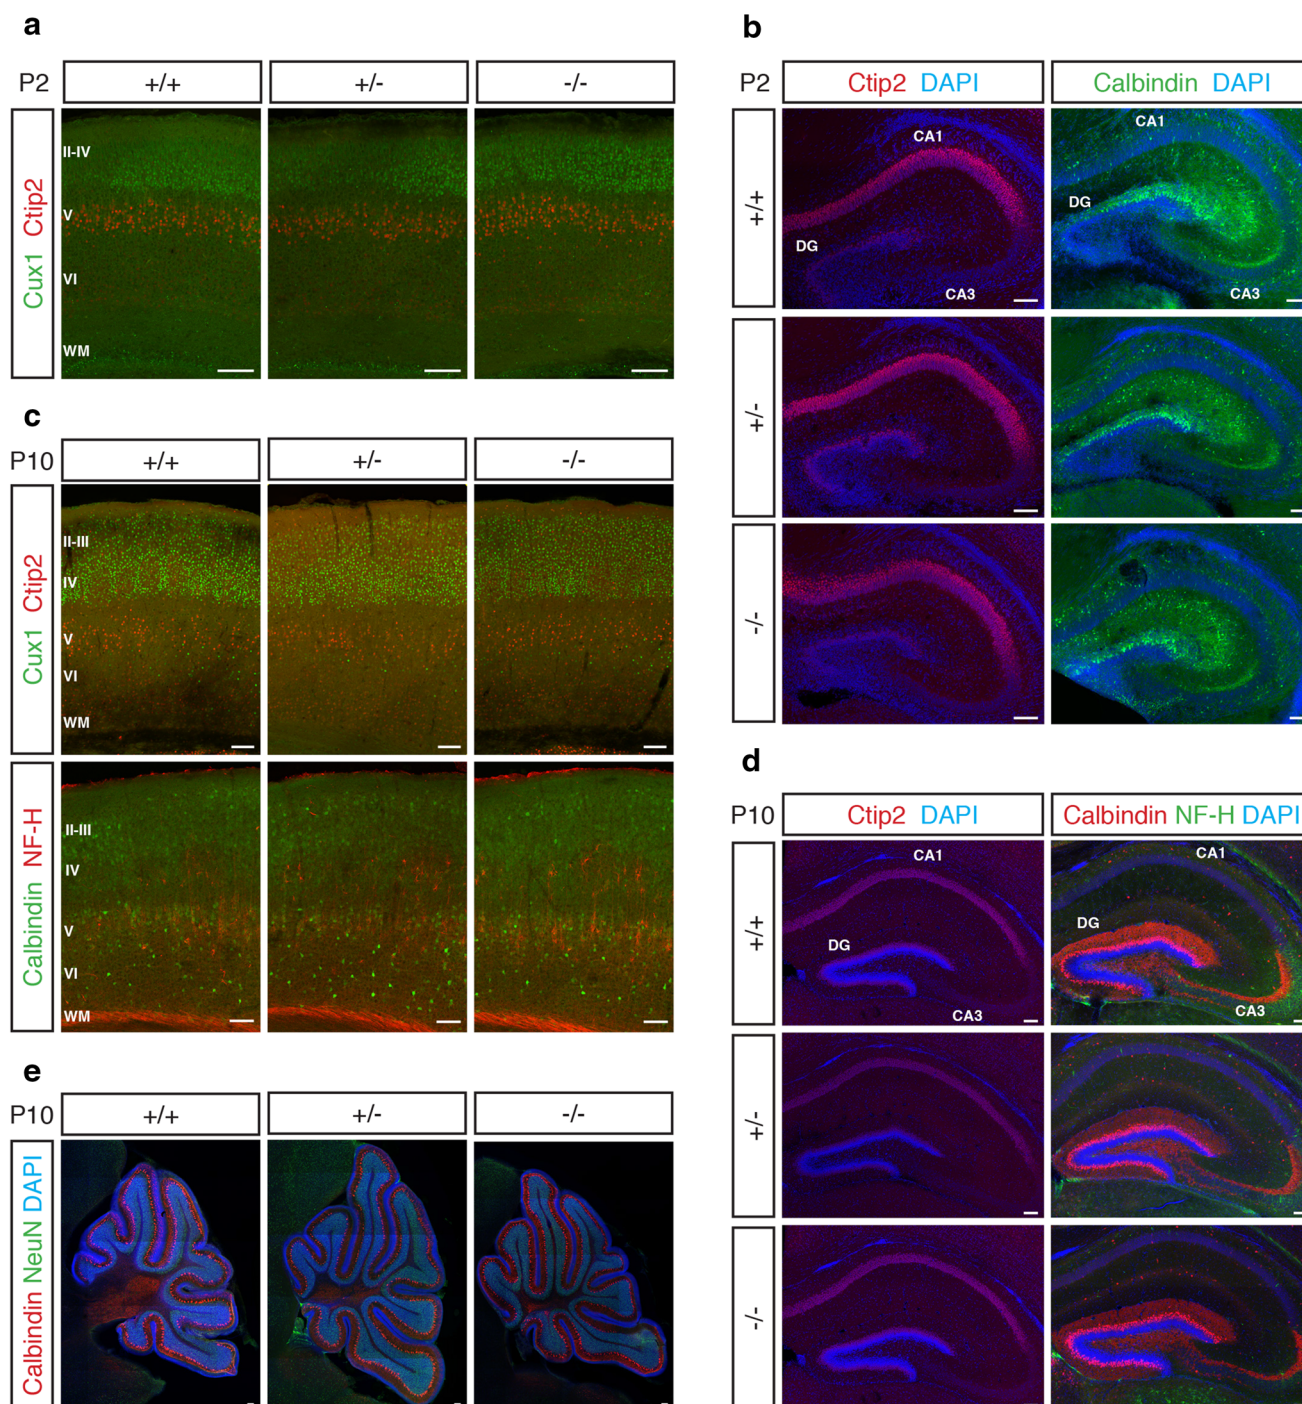 a
P2
+/+
+/-
-/-
Cux1 Ctip2
II-IV
V
VI
WM
b
P2
Ctip2 DAPI
Calbindin DAPI
+/+
CA1
DG
CA3
CA1
DG
CA3
+/-
-/-
c
P10
+/+
+/-
-/-
Cux1 Ctip2
II-III
IV
V
VI
WM
Calbindin NF-H
II-III
IV
V
VI
WM
d
P10
Ctip2 DAPI
Calbindin NF-H DAPI
+/+
CA1
DG
CA3
CA1
DG
CA3
+/-
-/-
e
P10
+/+
+/-
-/-
Calbindin NeuN DAPI